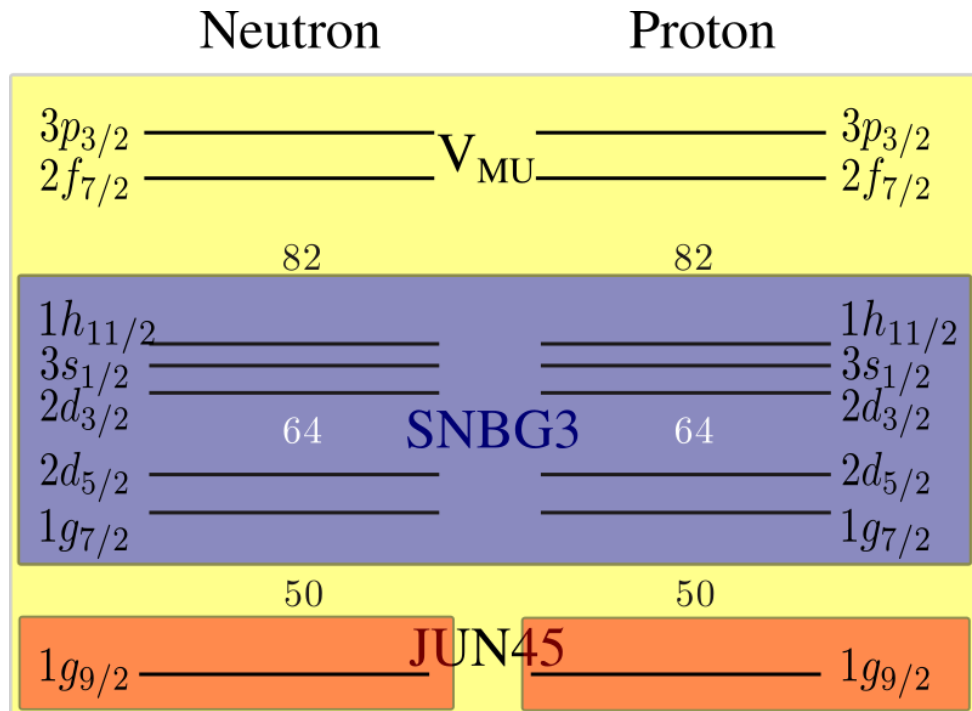 Neutron Proton
3p3/2 3p3/2
VMU
2f7/2 2f7/2
82 82
1h11/2 1h11/2
3s1/2 3s1/2
2d3/2 2d3/2
64 SNBG3 64
2d5/2 2d5/2
1g7/2 1g7/2
50 50
JUN45
1g9/2 1g9/2